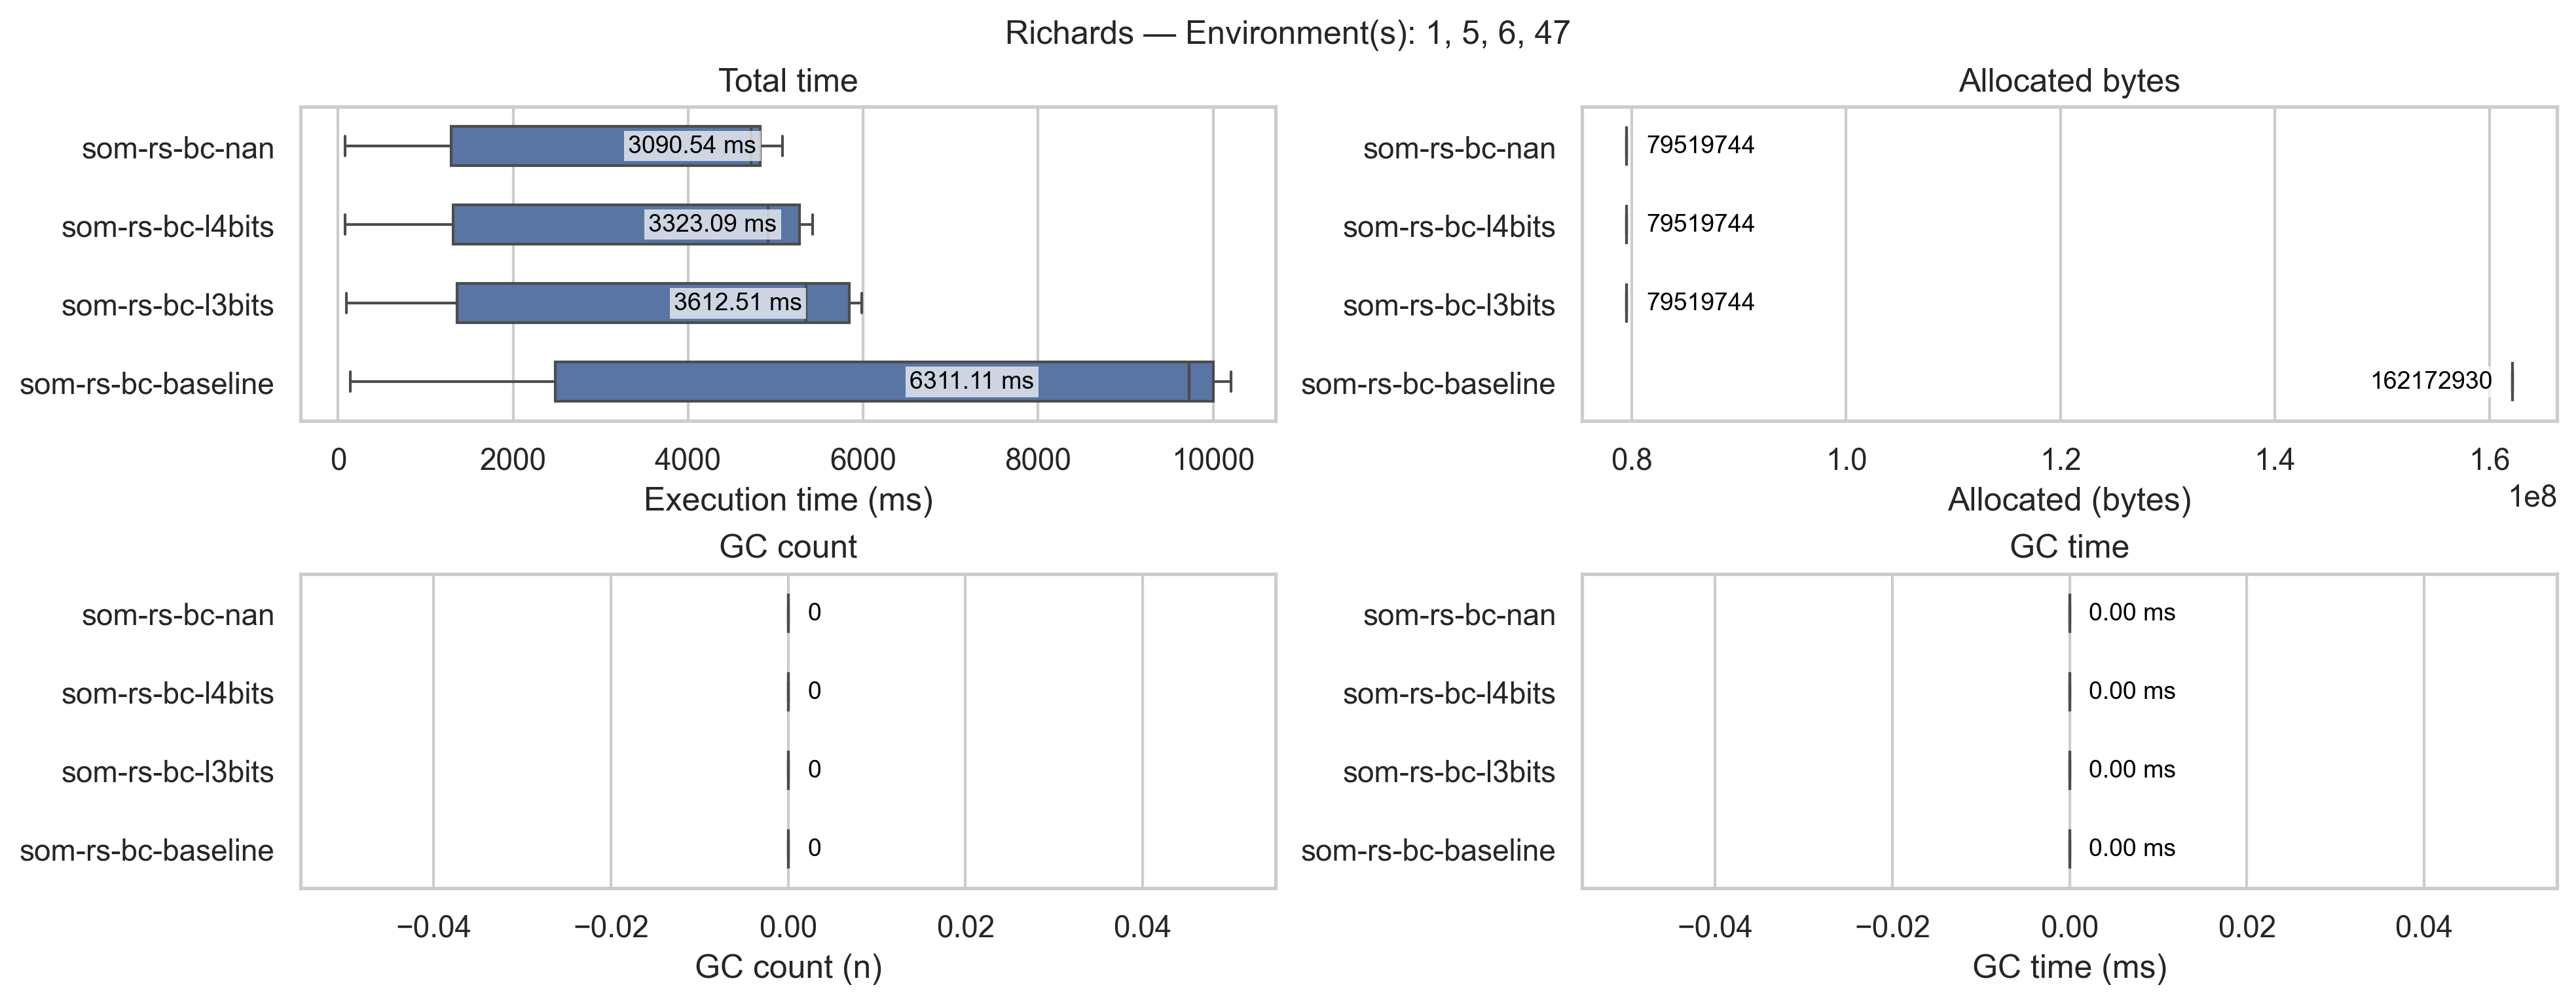 Richards — Environment(s): 1, 5, 6, 47
Total time
som-rs-bc-nan
3090.54 ms
som-rs-bc-l4bits
3323.09 ms
som-rs-bc-l3bits
3612.51 ms
som-rs-bc-baseline
6311.11 ms
0 2000 4000 6000 8000 10000
Execution time (ms)
Allocated bytes
som-rs-bc-nan
79519744
som-rs-bc-l4bits
79519744
som-rs-bc-l3bits
79519744
som-rs-bc-baseline
162172930
0.8 1.0 1.2 1.4 1.6
1e8
Allocated (bytes)
GC count
som-rs-bc-nan
0
som-rs-bc-l4bits
0
som-rs-bc-l3bits
0
som-rs-bc-baseline
0
−0.04 −0.02 0.00 0.02 0.04
GC count (n)
GC time
som-rs-bc-nan
0.00 ms
som-rs-bc-l4bits
0.00 ms
som-rs-bc-l3bits
0.00 ms
som-rs-bc-baseline
0.00 ms
−0.04 −0.02 0.00 0.02 0.04
GC time (ms)